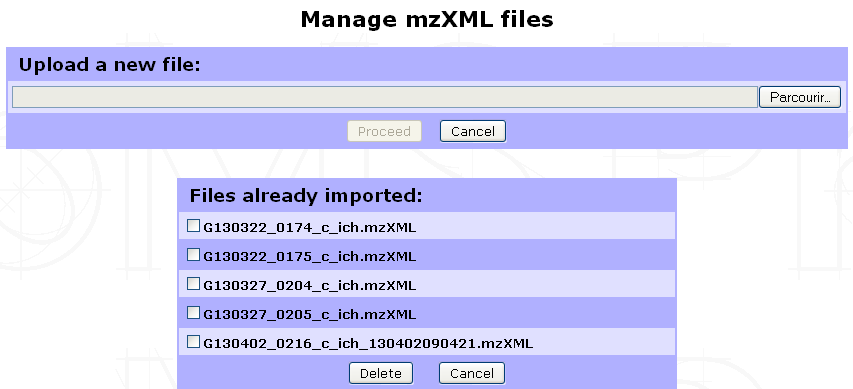 Manage mzXML files
Upload a new file:
Parcourir...
Proceed Cancel
Files already imported:
G130322_0174_c_ich.mzXML
G130322_0175_c_ich.mzXML
G130327_0204_c_ich.mzXML
G130327_0205_c_ich.mzXML
G130402_0216_c_ich_130402090421.mzXML
Delete Cancel